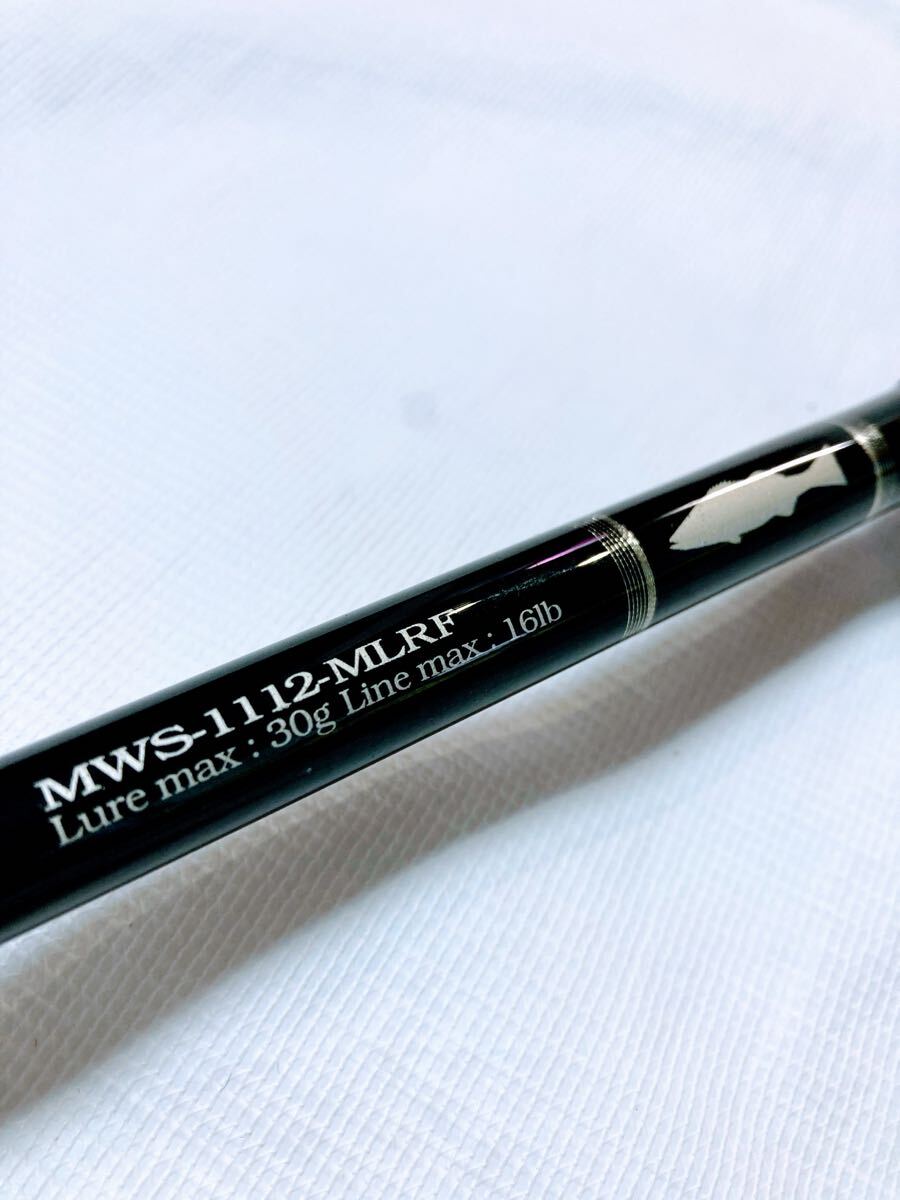 MWS-1112-MLRF
Lure max : 30g Line max : 16lb